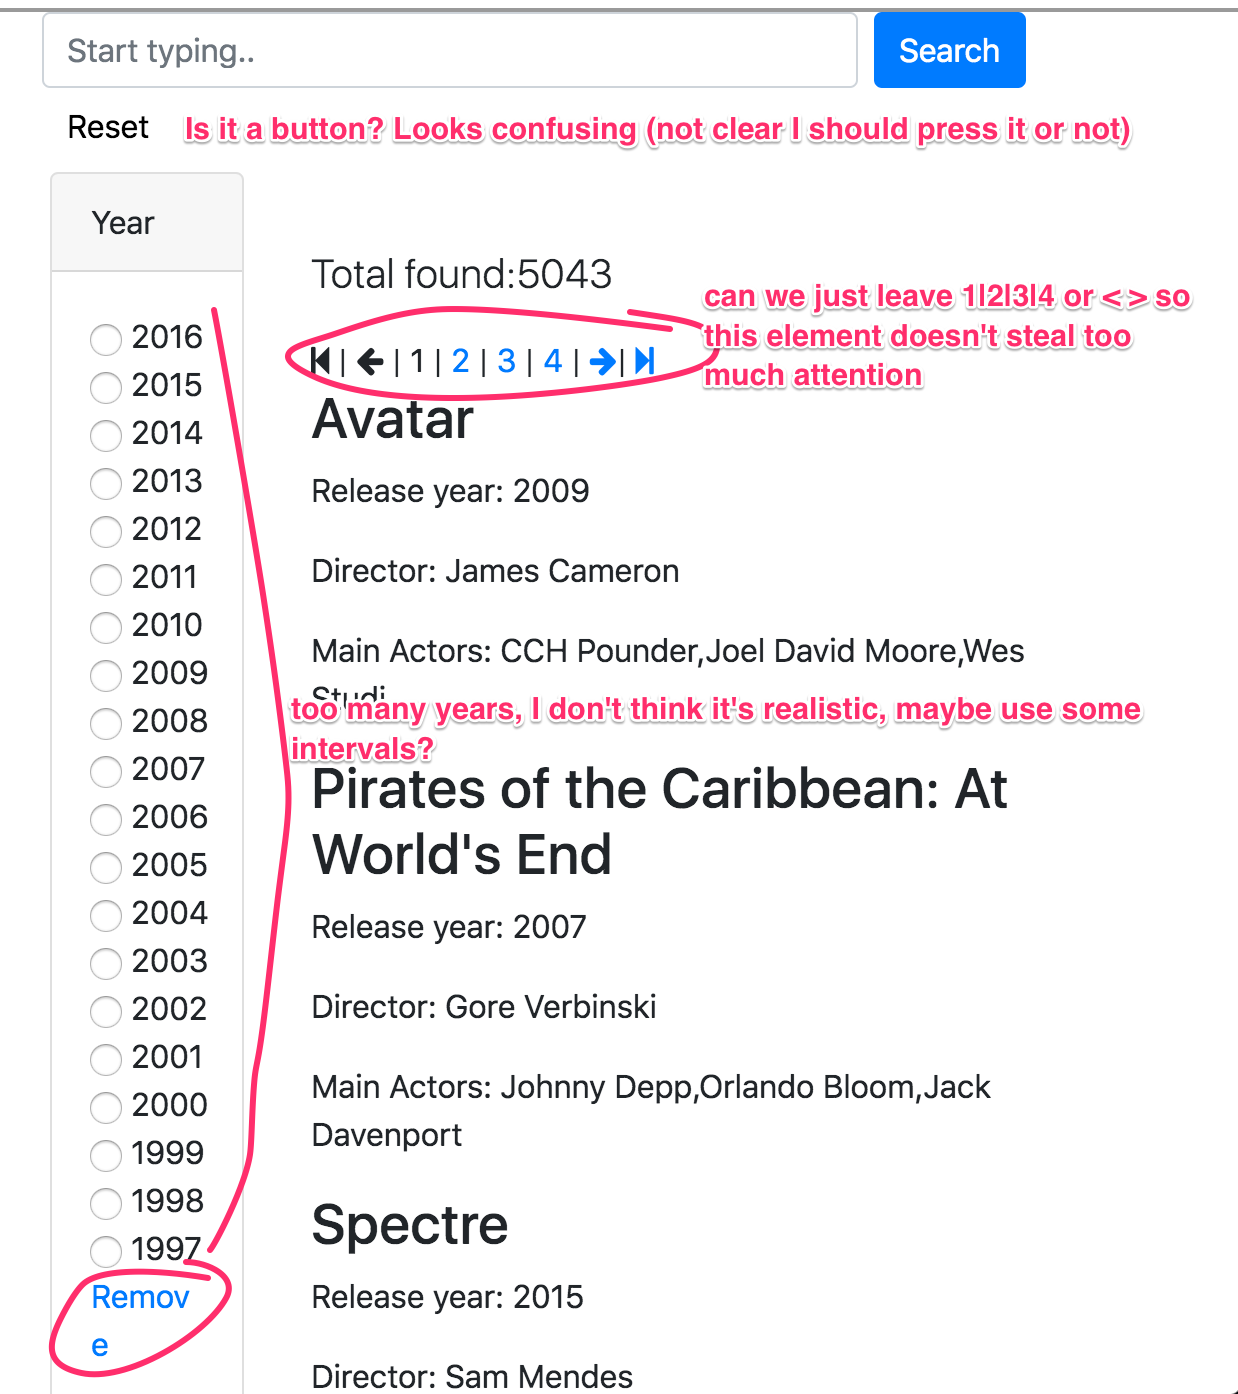 Start typing..
Search
Reset
Is it a button? Looks confusing (not clear I should press it or not)
Year
2016
2015
2014
2013
2012
2011
2010
2009
2008
2007
2006
2005
2004
2003
2002
2001
2000
1999
1998
1997
Remov
e
Total found:5043
| | 1 | 2 | 3 | 4 | |
can we just leave 1|2|3|4 or < > so
this element doesn't steal too
much attention
Avatar
Release year: 2009
Director: James Cameron
Main Actors: CCH Pounder,Joel David Moore,Wes
Studi
too many years, I don't think it's realistic, maybe use some
intervals?
Pirates of the Caribbean: At
World's End
Release year: 2007
Director: Gore Verbinski
Main Actors: Johnny Depp,Orlando Bloom,Jack
Davenport
Spectre
Release year: 2015
Director: Sam Mendes